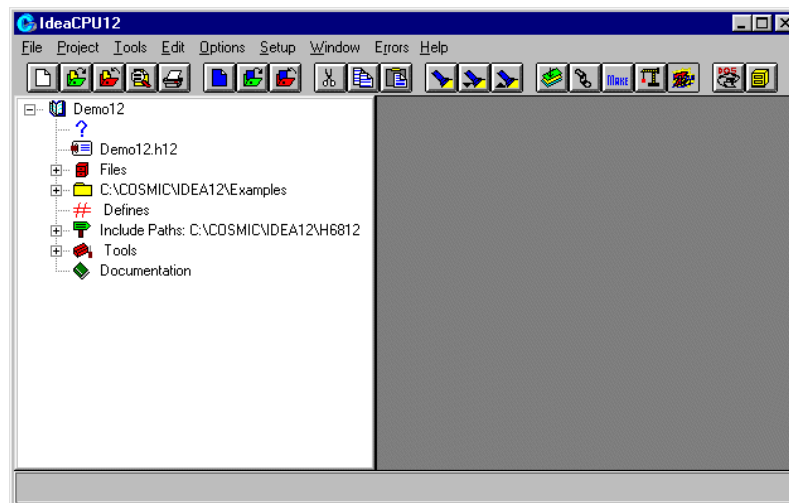 IdeaCPU12
File Project Tools Edit Options Setup Window Errors Help
MAKE DOS
Demo12
?
Demo12.h12
Files
C:\COSMIC\IDEA12\Examples
# Defines
Include Paths: C:\COSMIC\IDEA12\H6812
Tools
Documentation